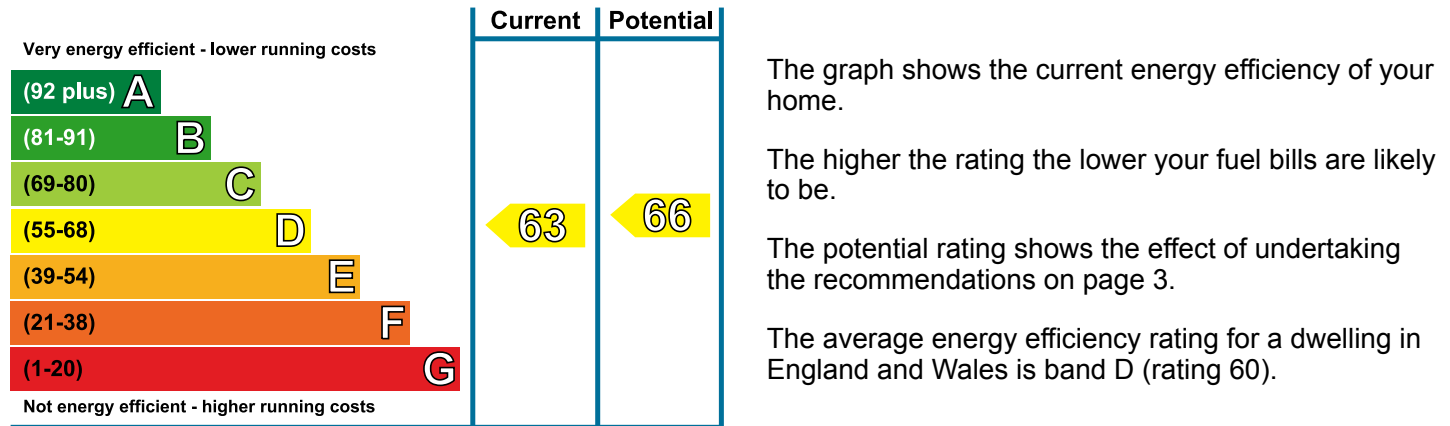 Current Potential
Very energy efficient - lower running costs
(92 plus) A
(81-91) B
(69-80) C
(55-68) D
(39-54) E
(21-38) F
(1-20) G
Not energy efficient - higher running costs
63
66
The graph shows the current energy efficiency of your
home.
The higher the rating the lower your fuel bills are likely
to be.
The potential rating shows the effect of undertaking
the recommendations on page 3.
The average energy efficiency rating for a dwelling in
England and Wales is band D (rating 60).